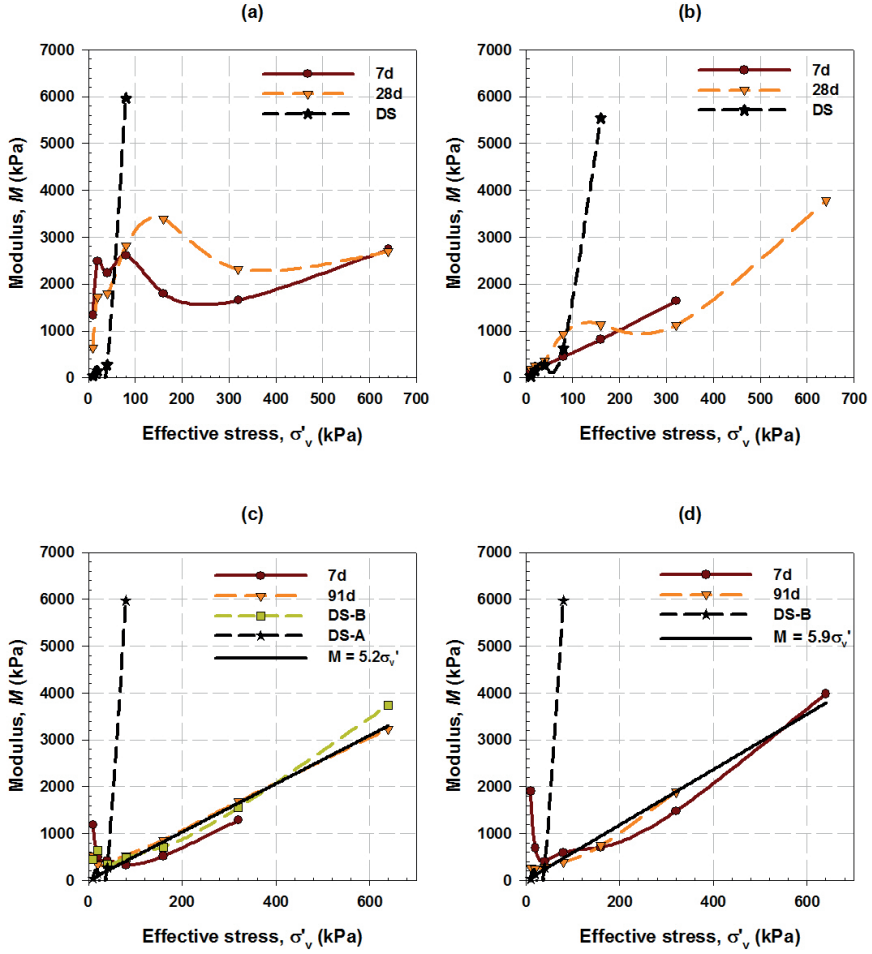 (a)
7000
6000
5000
4000
3000
2000
1000
0
Modulus, M (kPa)
7d
28d
DS
0 100 200 300 400 500 600 700
Effective stress, σ'v (kPa)
(b)
7000
6000
5000
4000
3000
2000
1000
0
Modulus, M (kPa)
7d
28d
DS
0 100 200 300 400 500 600 700
Effective stress, σ'v (kPa)
(c)
7000
6000
5000
4000
3000
2000
1000
0
Modulus, M (kPa)
7d
91d
DS-B
DS-A
M = 5.2σv'
0 200 400 600
Effective stress, σ'v (kPa)
(d)
7000
6000
5000
4000
3000
2000
1000
0
Modulus, M (kPa)
7d
91d
DS-B
M = 5.9σv'
0 200 400 600
Effective stress, σ'v (kPa)